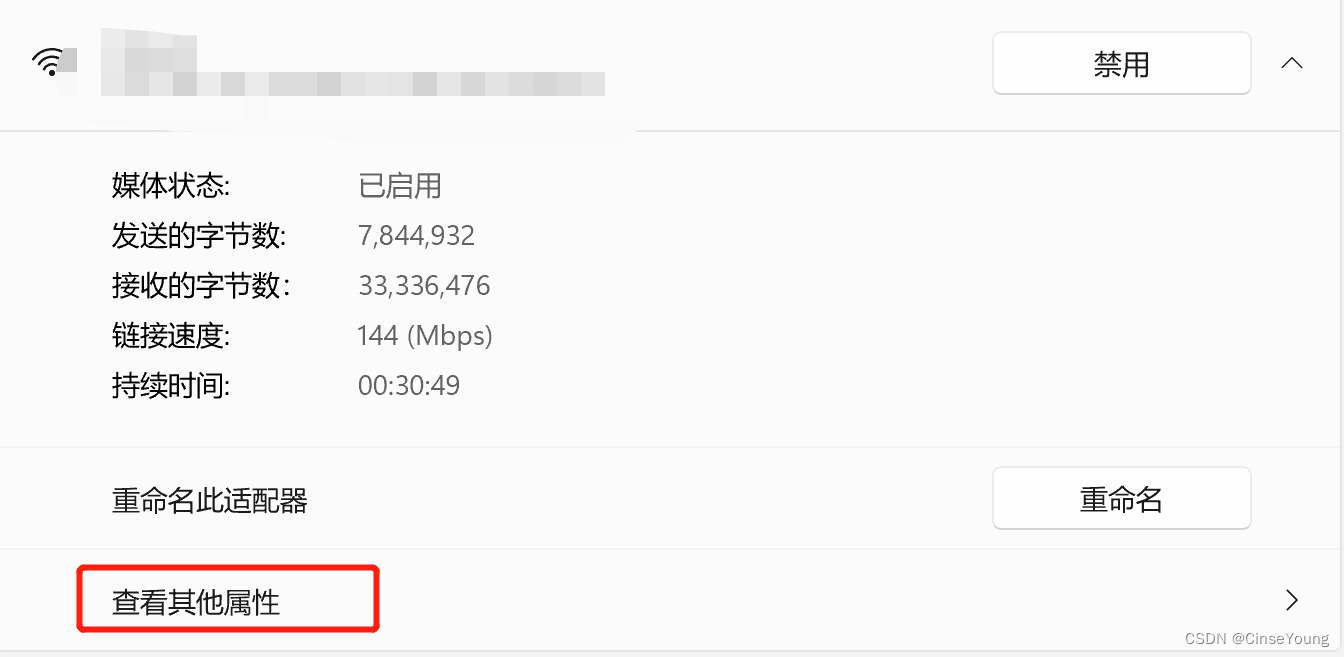 禁用
媒体状态: 已启用
发送的字节数: 7,844,932
接收的字节数: 33,336,476
链接速度: 144 (Mbps)
持续时间: 00:30:49
重命名此适配器 重命名
查看其他属性
CSDN @CinseYoung